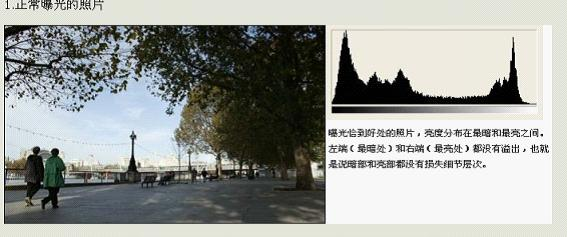 1.正常曝光的照片
曝光恰到好处的照片，亮度分布在最暗和最亮之间。
左端（最暗处）和右端（最亮处）都没有溢出，也就
是说暗部和亮部都没有损失细节层次。